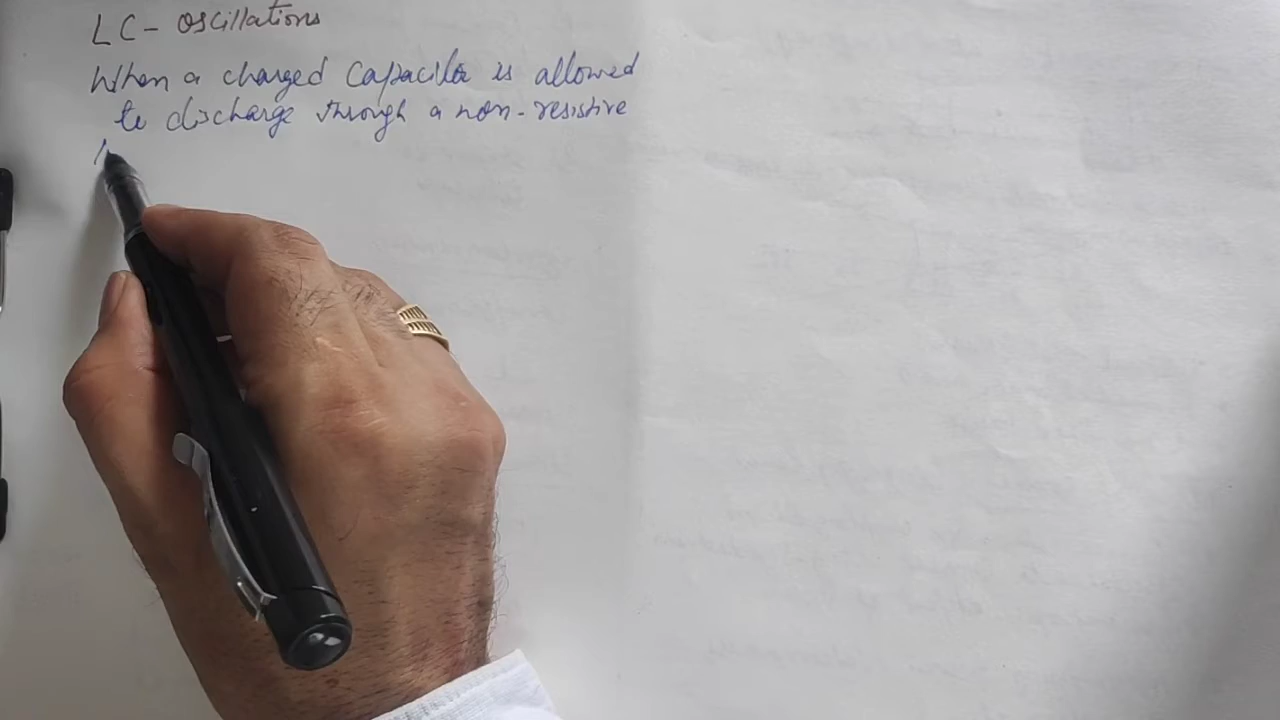 LC - oscillations
When a charged capacitor is allowed
to discharge through a non-resistive